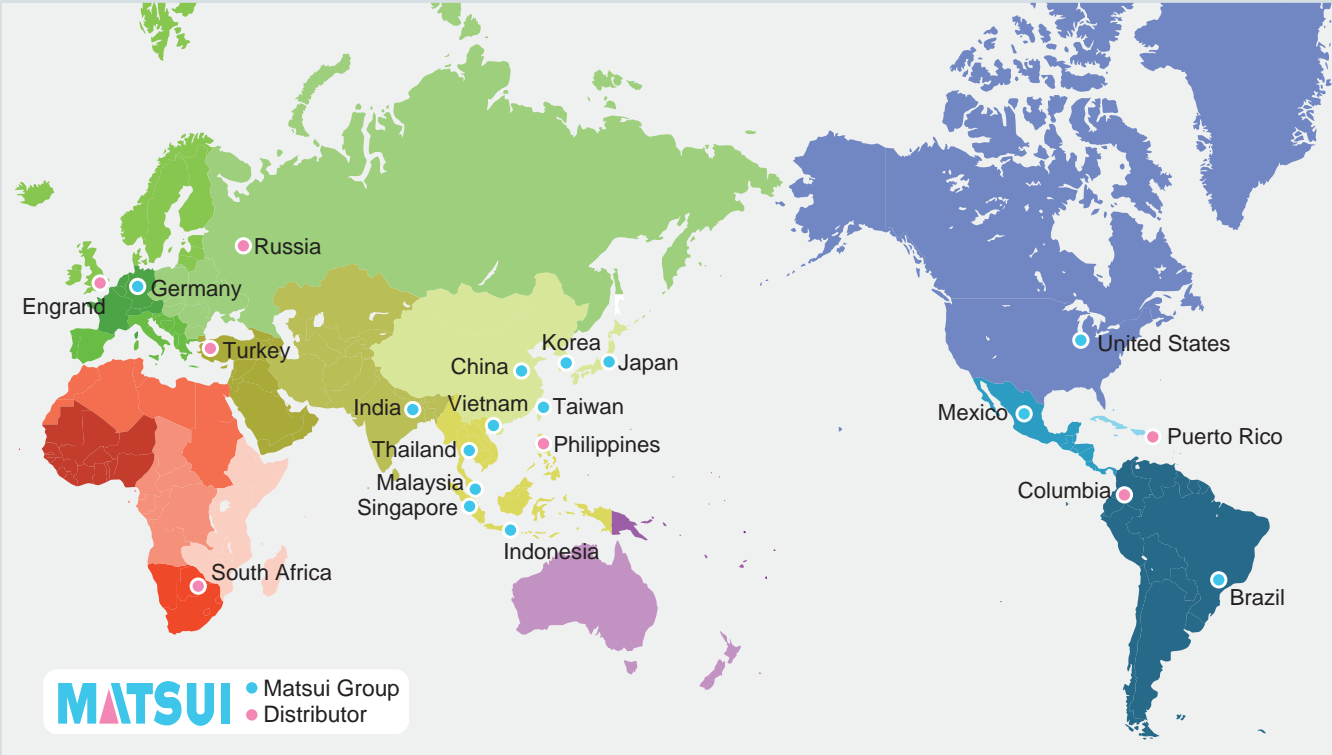 Russia
Germany
Engrand
Turkey
Korea
China
Japan
India
Vietnam
Taiwan
Thailand
Philippines
Malaysia
Singapore
Indonesia
South Africa
United States
Mexico
Puerto Rico
Columbia
Brazil
MATSUI
Matsui Group
Distributor